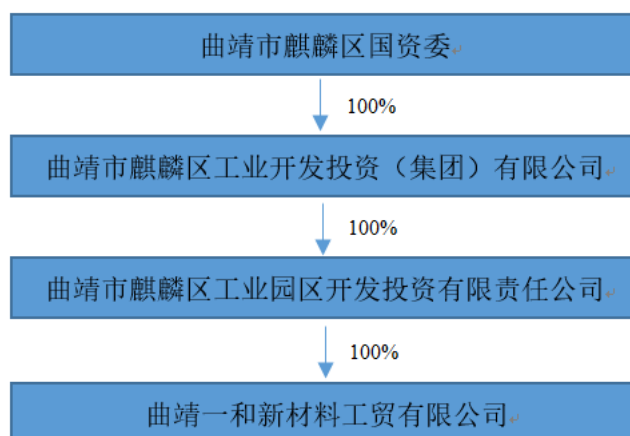 曲靖市麒麟区国资委
100%
曲靖市麒麟区工业开发投资（集团）有限公司
100%
曲靖市麒麟区工业园区开发投资有限责任公司
100%
曲靖一和新材料工贸有限公司